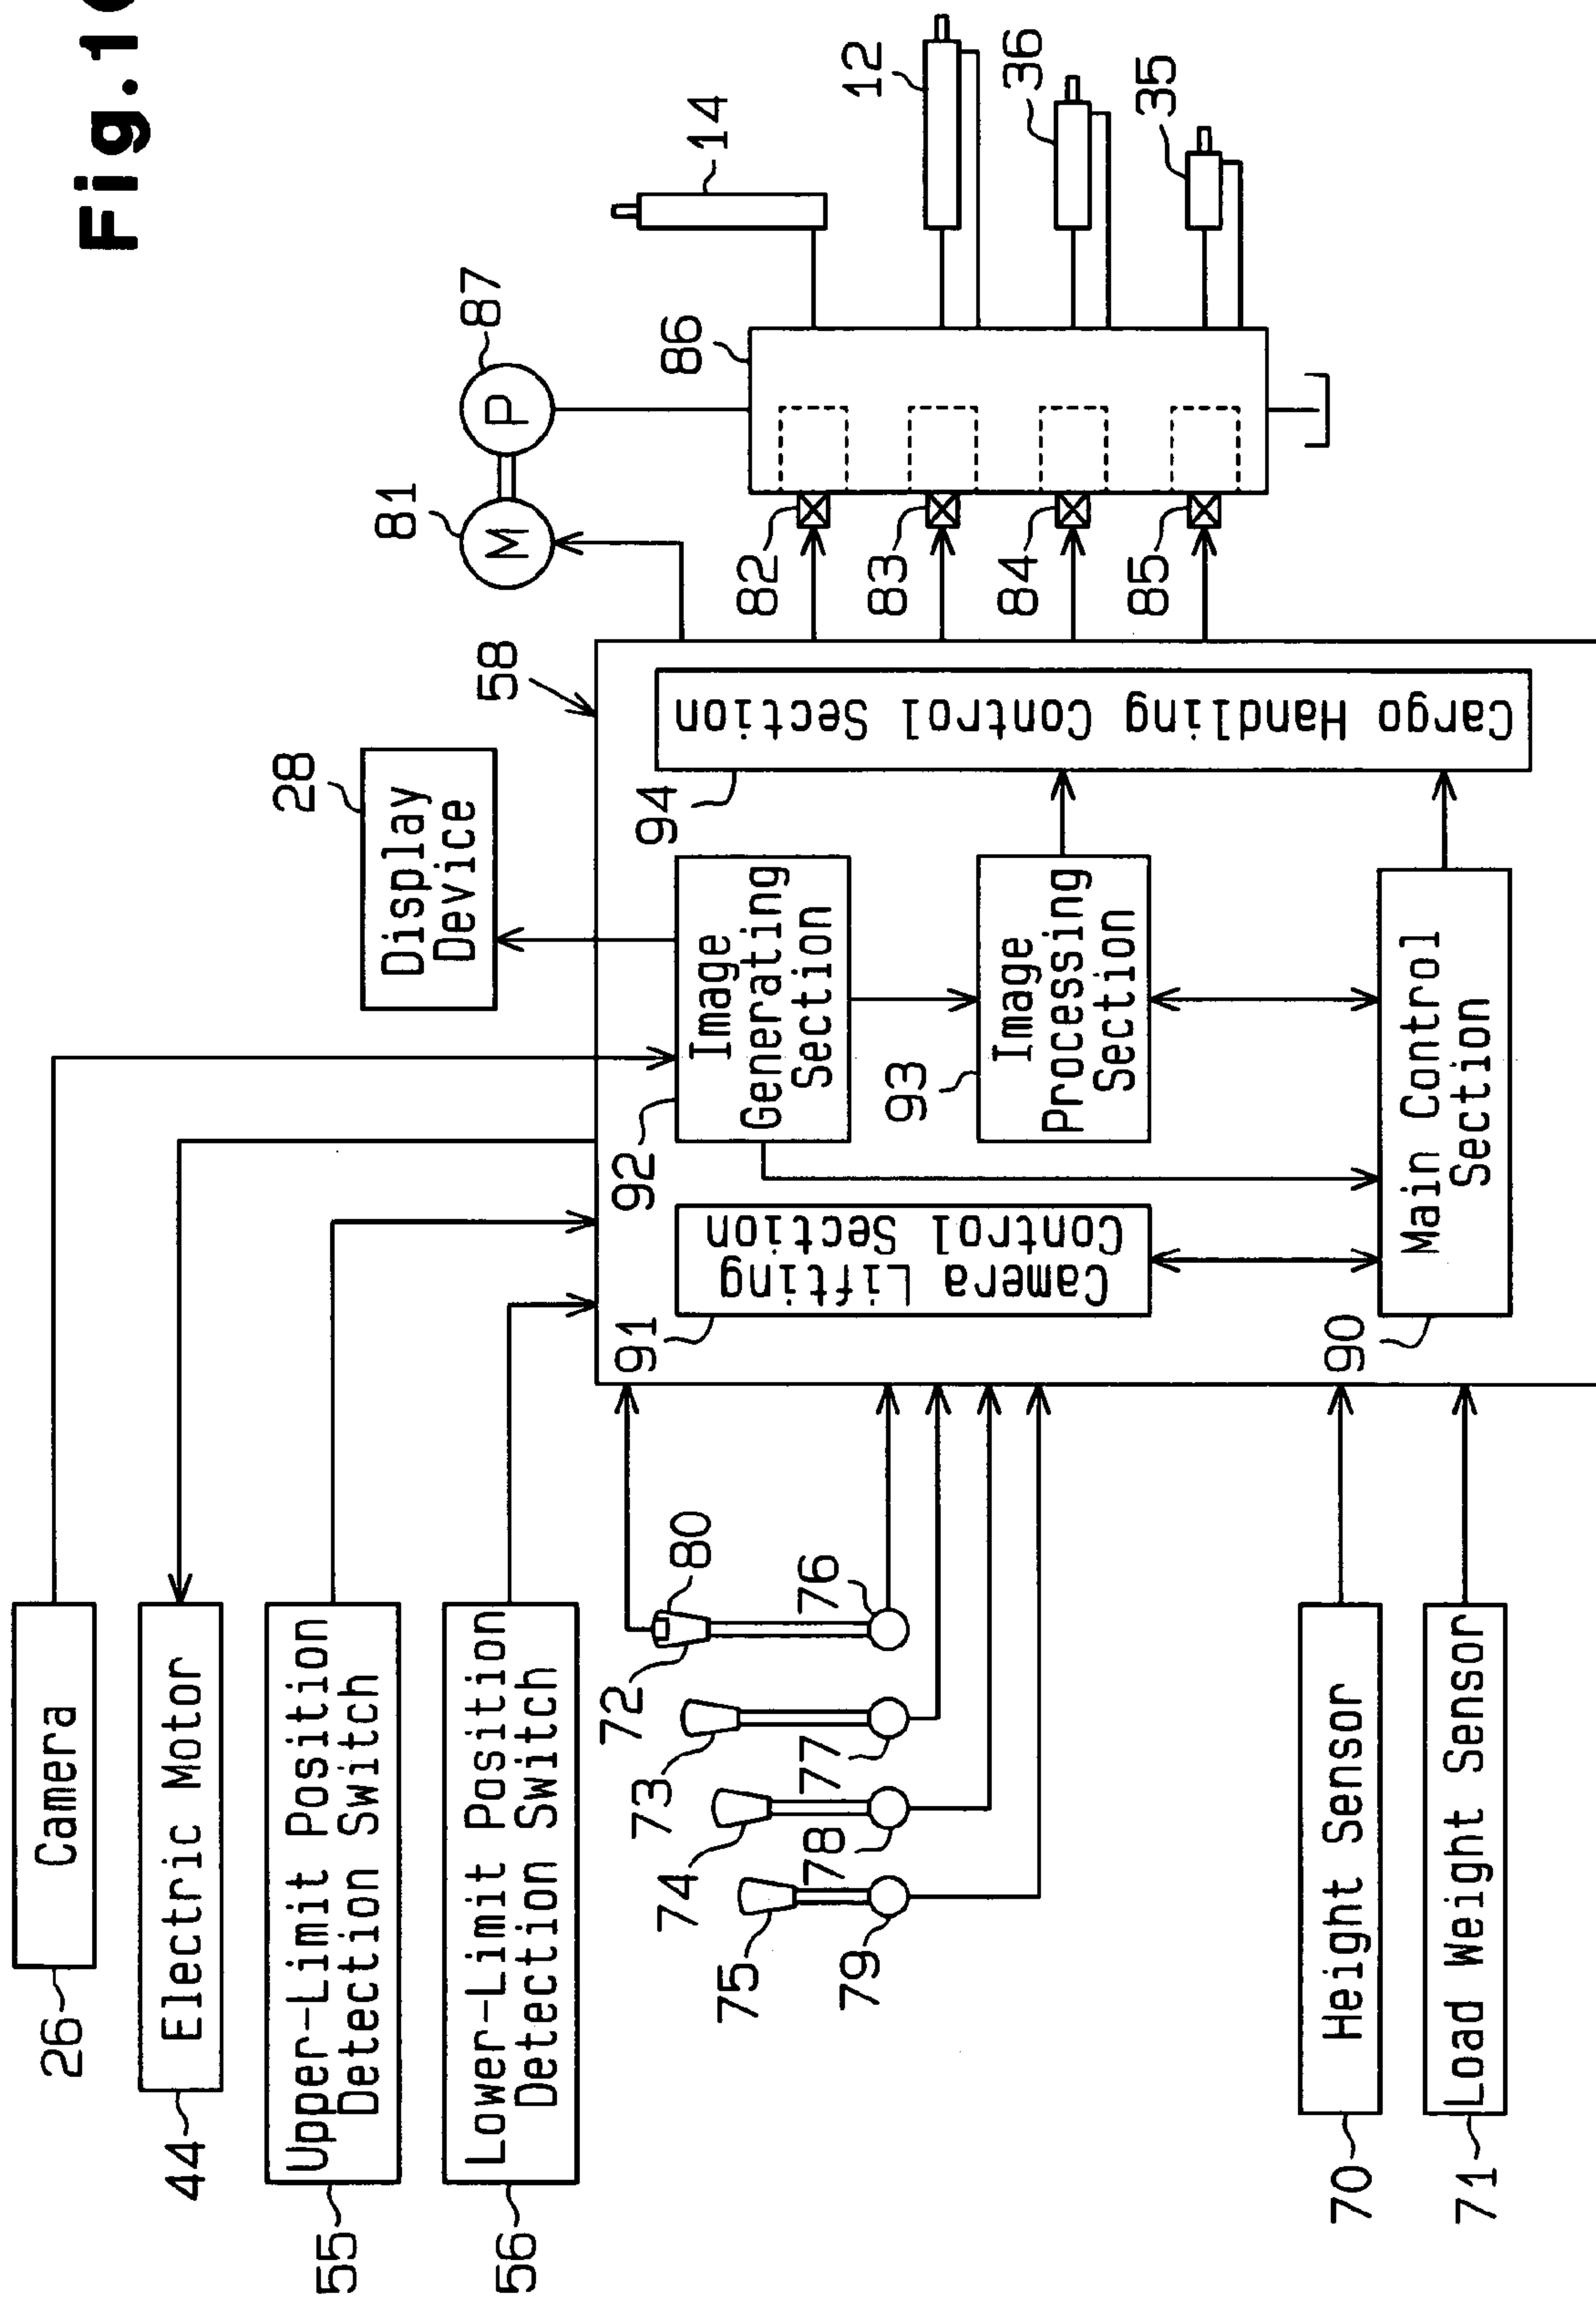 Fig.1
26
Camera
44
Electric Motor
55
Upper-Limit Position
Detection Switch
56
Lower-Limit Position
Detection Switch
28
Display
Device
58
81
M
87
P
14
72
80
73
74
75
76
77
78
79
91
Camera Lifting
Control Section
92
Image
Generating
Section
93
Image
Processing
Section
94
Cargo Handling Control Section
90
Main Control
Section
82
83
84
85
86
12
36
35
70
Height Sensor
71
Load Weight Sensor